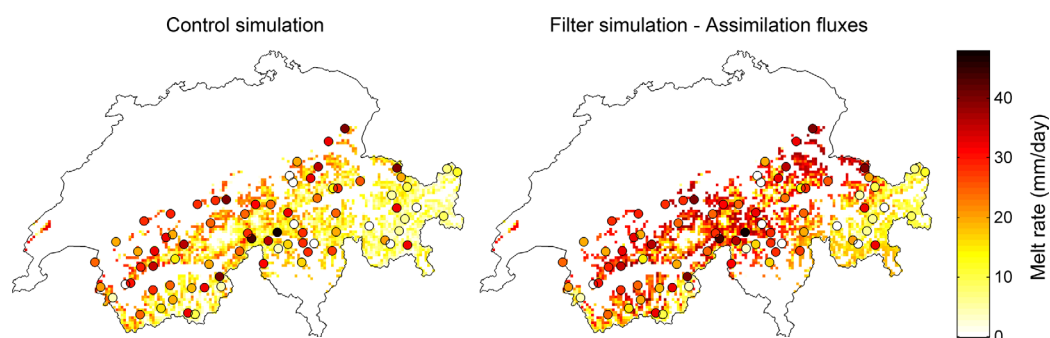 Control simulation
Filter simulation - Assimilation fluxes
40
30
20
10
0
Melt rate (mm/day)